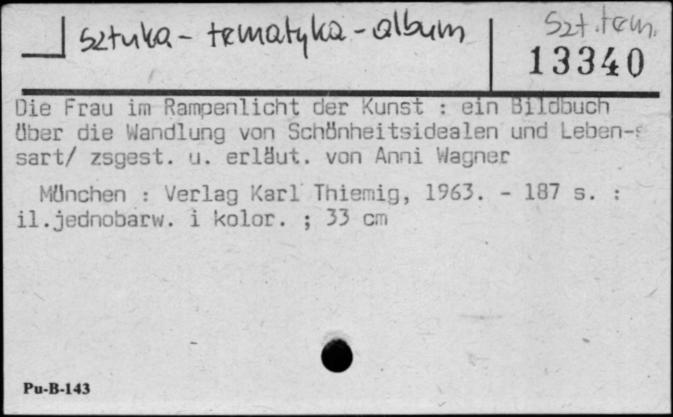 sztuka - tematyka - album
Szt. tem.
13340
Die Frau im Rampenlicht der Kunst : ein Bildbuch
über die Wandlung von Schönheitsidealen und Leben-s
sart/ zsgest. u. erläut. von Anni Wagner
München : Verlag Karl Thiemig, 1963. - 187 s. :
il.jednobarw. i kolor. ; 33 cm
Pu-B-143